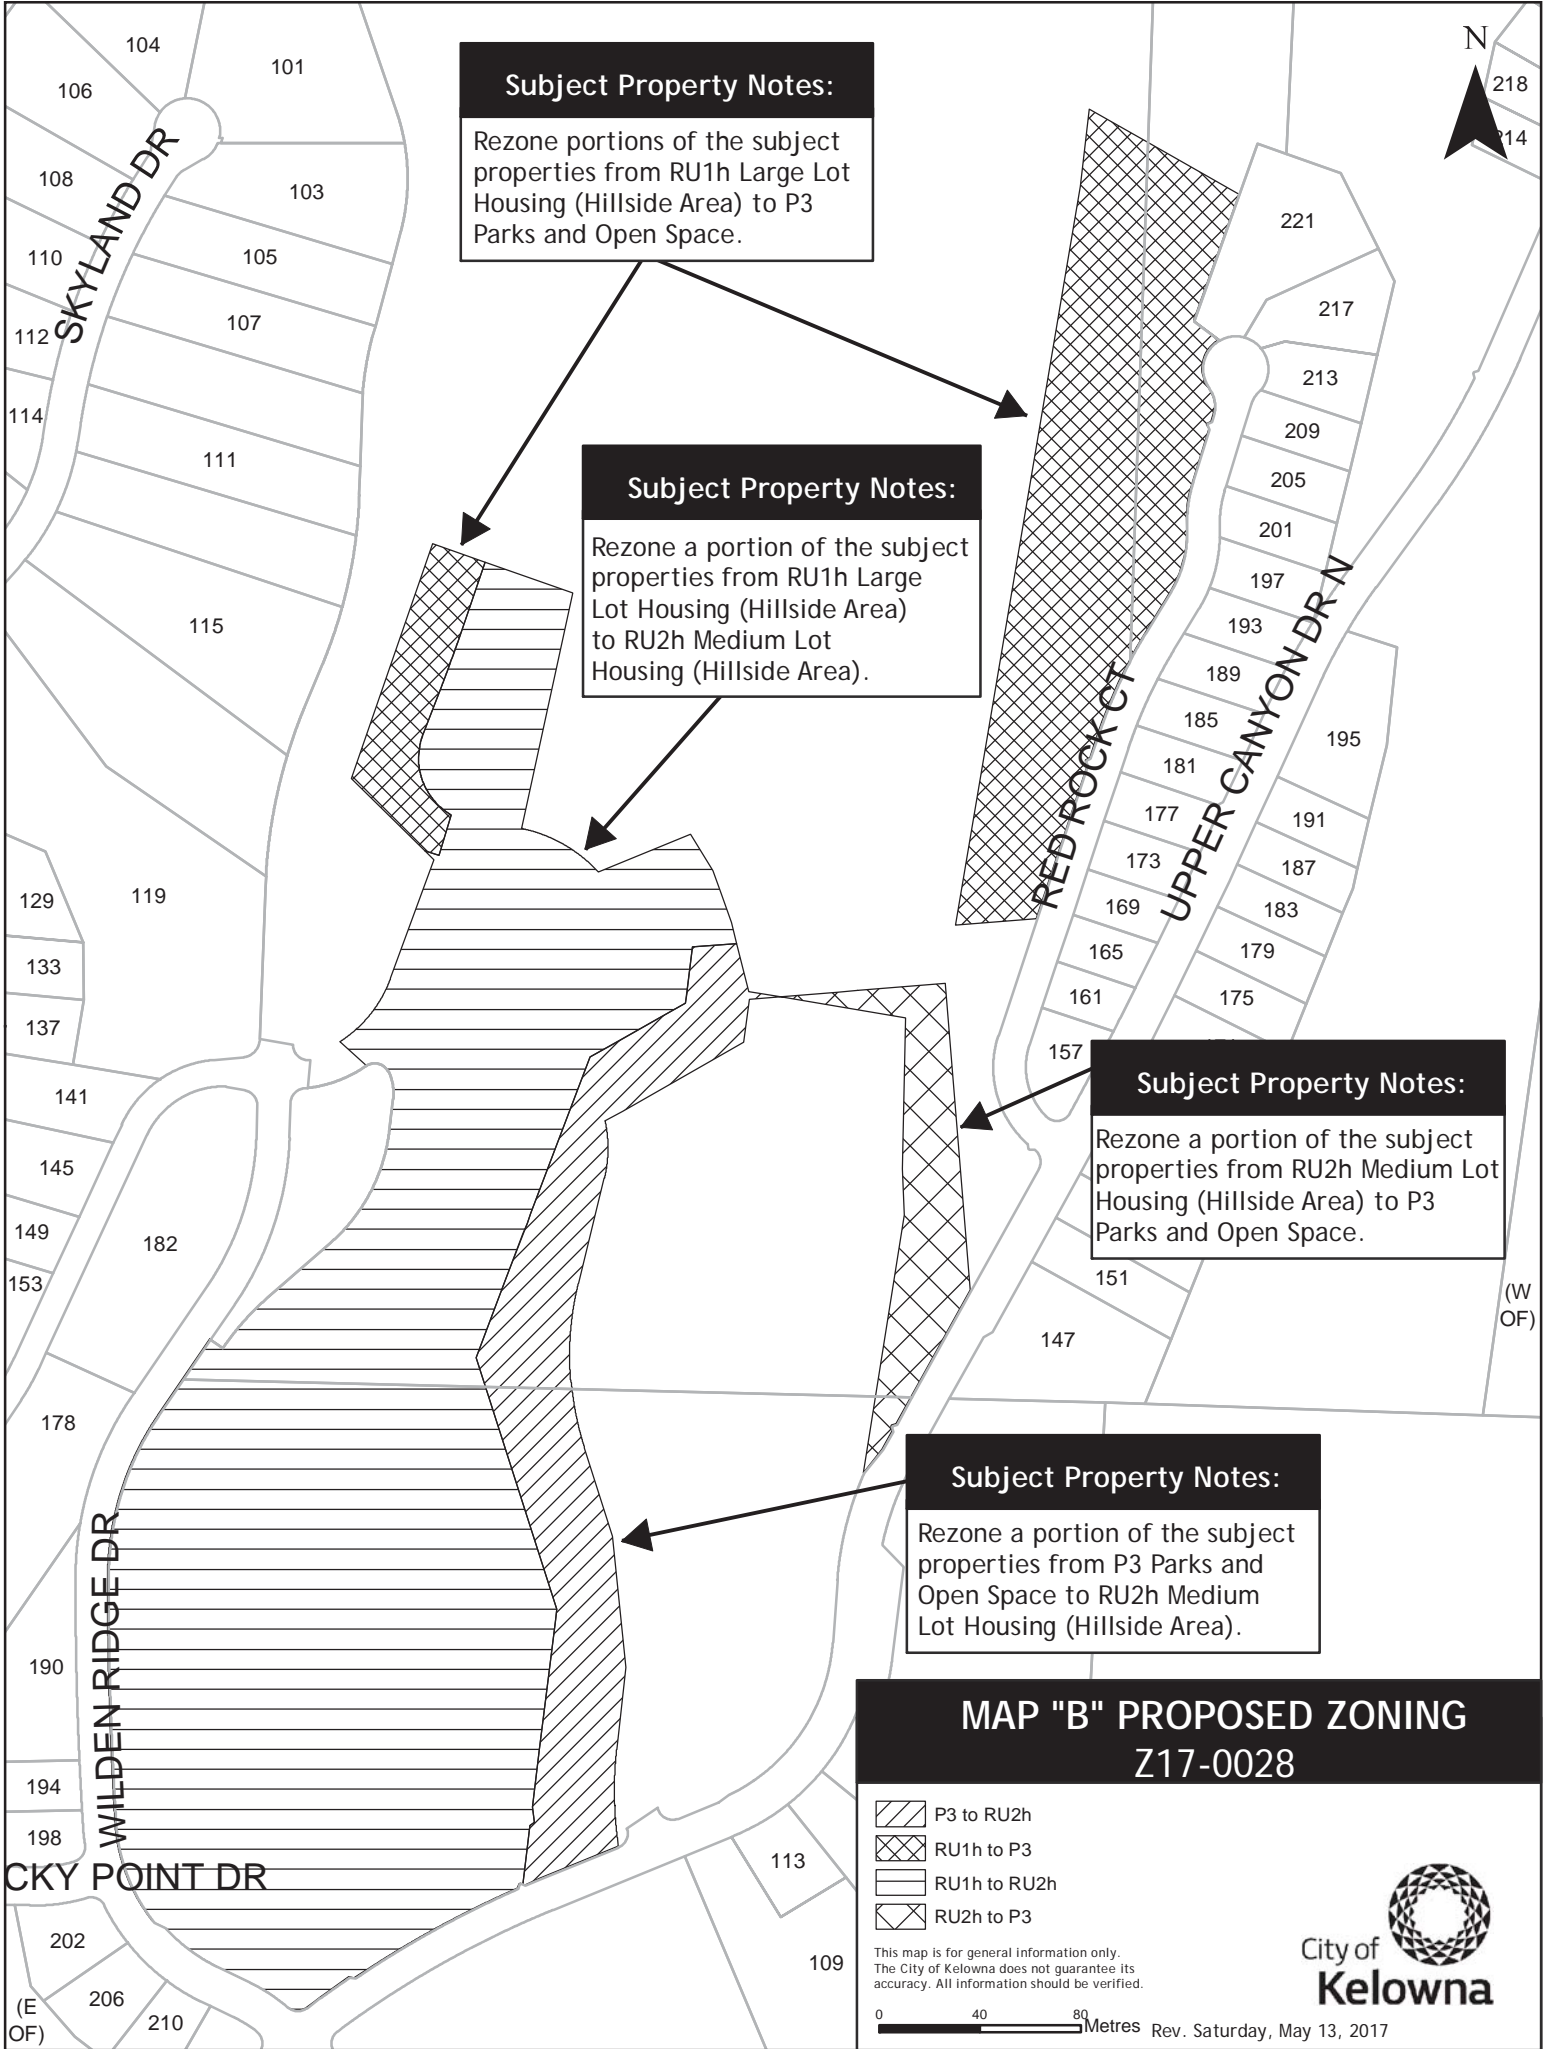 104
101
106
N
218
214
Subject Property Notes:
Rezone portions of the subject
properties from RU1h Large Lot
Housing (Hillside Area) to P3
Parks and Open Space.
108
103
SKYLAND DR
110
105
221
112
107
217
213
114
111
209
205
201
Subject Property Notes:
Rezone a portion of the subject
properties from RU1h Large
Lot Housing (Hillside Area)
to RU2h Medium Lot
Housing (Hillside Area).
197
193
115
189
185
195
181
RED ROCK CT
UPPER CANYON DR N
177
191
173
187
129
119
169
183
165
179
133
161
175
137
157
141
Subject Property Notes:
Rezone a portion of the subject
properties from RU2h Medium Lot
Housing (Hillside Area) to P3
Parks and Open Space.
145
149
182
153
151
(W
OF)
147
178
Subject Property Notes:
Rezone a portion of the subject
properties from P3 Parks and
Open Space to RU2h Medium
Lot Housing (Hillside Area).
WILDEN RIDGE DR
190
194
198
CKY POINT DR
202
206
210
(E
OF)
113
109
MAP "B" PROPOSED ZONING
Z17-0028
P3 to RU2h
RU1h to P3
RU1h to RU2h
RU2h to P3
This map is for general information only.
The City of Kelowna does not guarantee its
accuracy. All information should be verified.
0 40 80 Metres
Rev. Saturday, May 13, 2017
City of
Kelowna